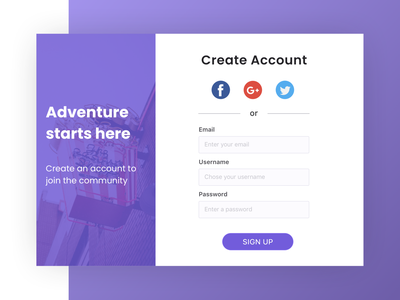 Adventure
starts here
Create an account to
join the community
Create Account
f
G+
or
Email
Enter your email
Username
Chose your username
Password
Enter a password
SIGN UP